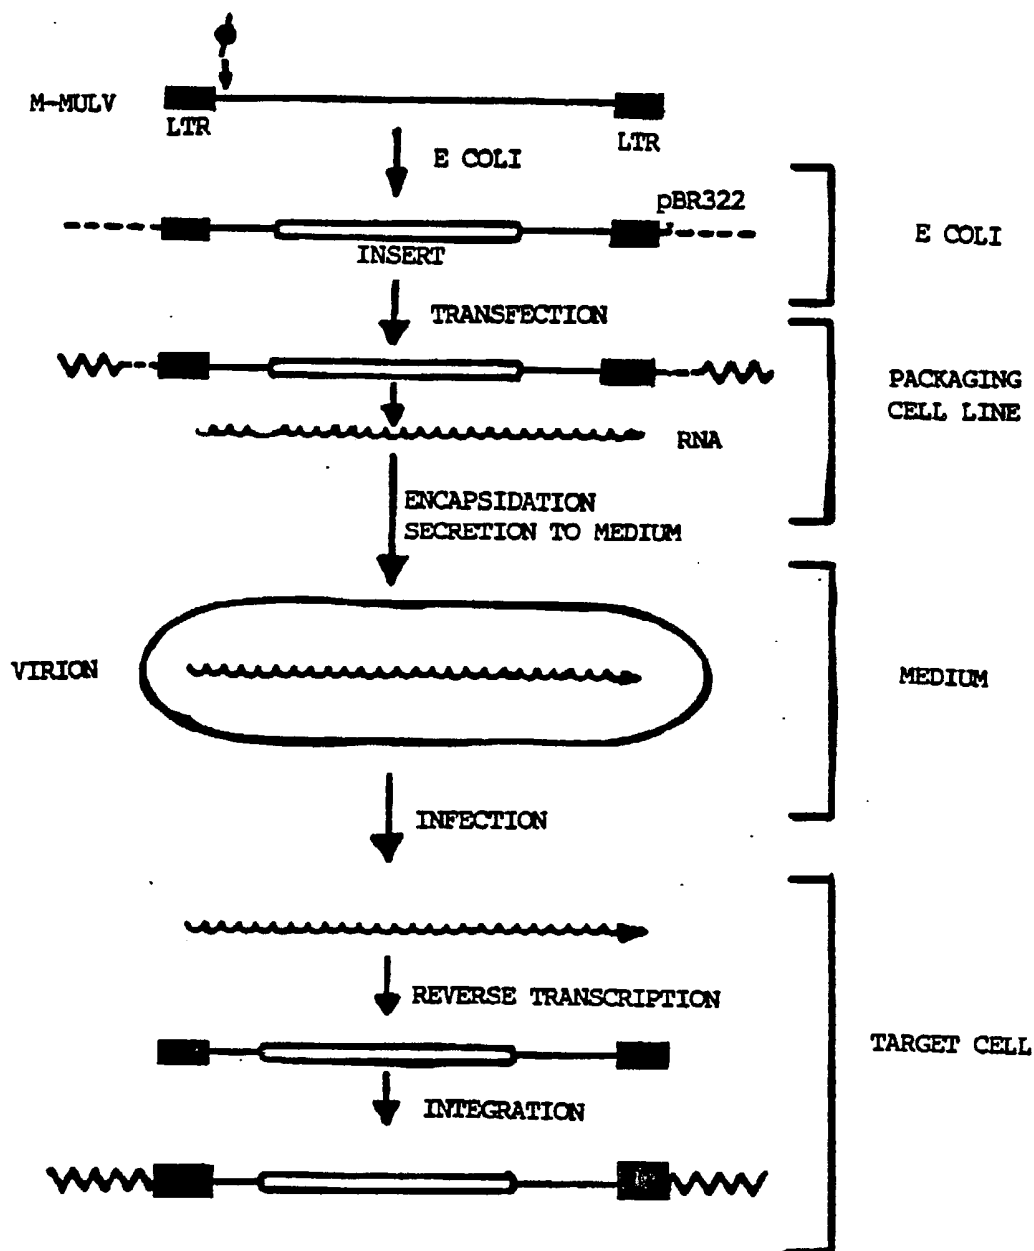 M-MULV
LTR
LTR
E COLI
pBR322
INSERT
E COLI
TRANSFECTION
PACKAGING
CELL LINE
RNA
ENCAPSIDATION
SECRETION TO MEDIUM
VIRION
MEDIUM
INFECTION
REVERSE TRANSCRIPTION
TARGET CELL
INTEGRATION